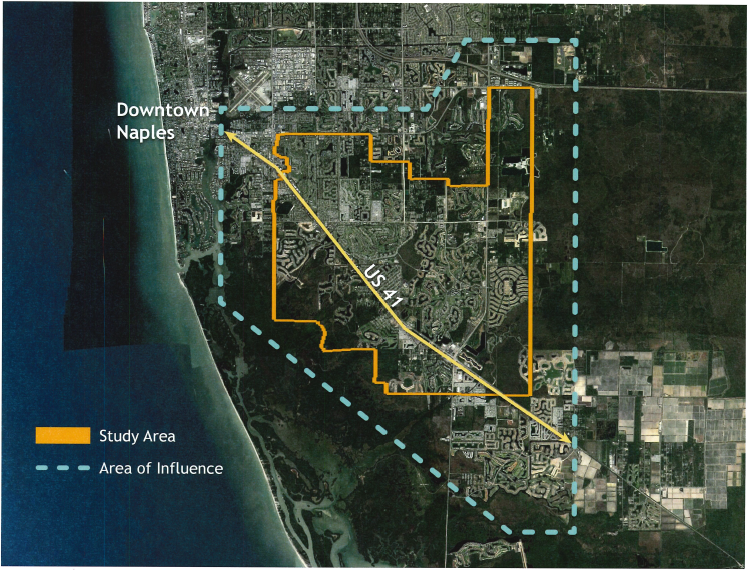 Downtown
Naples
US 41
Study Area
Area of Influence